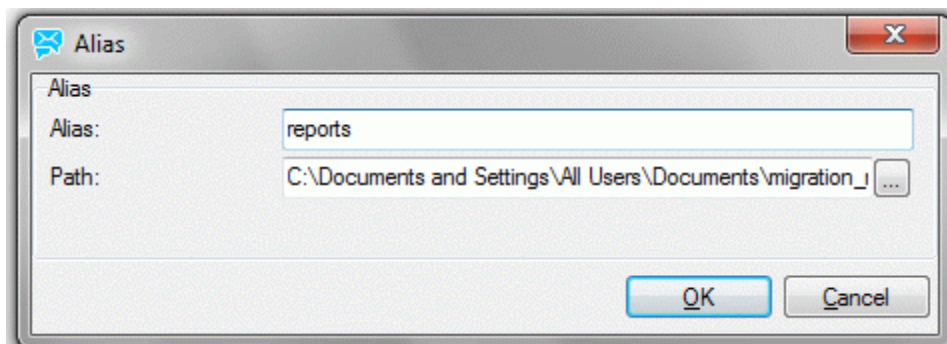 Alias
Alias
Alias: reports
Path: C:\Documents and Settings\All Users\Documents\migration_ ...
OK Cancel